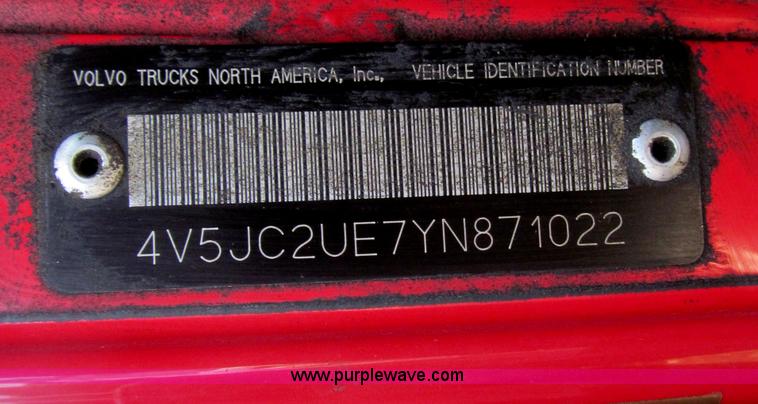 VOLVO TRUCKS NORTH AMERICA, Inc., VEHICLE IDENTIFICATION NUMBER
4V5JC2UE7YN871022
www.purplewave.com